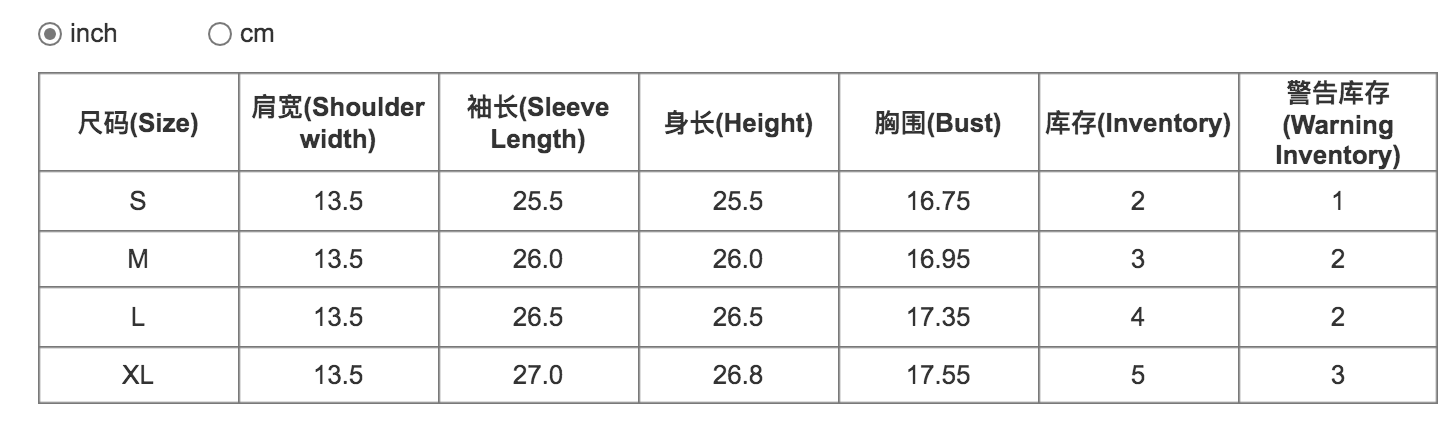 inch cm
尺码(Size) 肩宽(Shoulder width) 袖长(Sleeve Length) 身长(Height) 胸围(Bust) 库存(Inventory) 警告库存(Warning Inventory)
S 13.5 25.5 25.5 16.75 2 1
M 13.5 26.0 26.0 16.95 3 2
L 13.5 26.5 26.5 17.35 4 2
XL 13.5 27.0 26.8 17.55 5 3